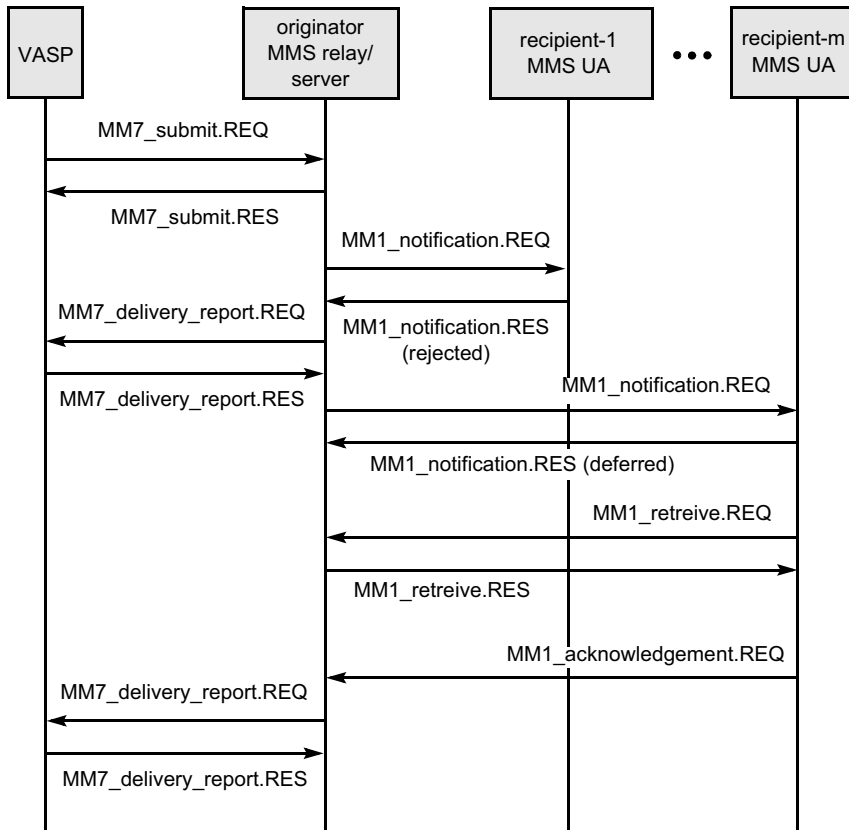 VASP
originator
MMS relay/
server
recipient-1
MMS UA
•••
recipient-m
MMS UA
MM7_submit.REQ
MM7_submit.RES
MM1_notification.REQ
MM7_delivery_report.REQ
MM1_notification.RES
(rejected)
MM7_delivery_report.RES
MM1_notification.REQ
MM1_notification.RES (deferred)
MM1_retreive.REQ
MM1_retreive.RES
MM1_acknowledgement.REQ
MM7_delivery_report.REQ
MM7_delivery_report.RES